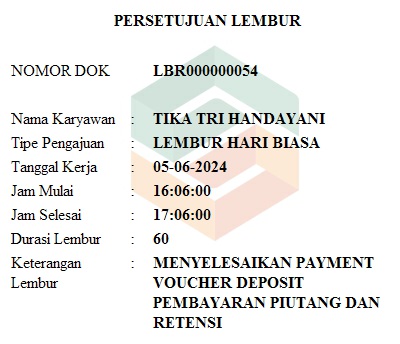 PERSETUJUAN LEMBUR
NOMOR DOK LBR000000054
Nama Karyawan : TIKA TRI HANDAYANI
Tipe Pengajuan : LEMBUR HARI BIASA
Tanggal Kerja : 05-06-2024
Jam Mulai : 16:06:00
Jam Selesai : 17:06:00
Durasi Lembur : 60
Keterangan : MENYELESAIKAN PAYMENT
Lembur VOUCHER DEPOSIT
PEMBAYARAN PIUTANG DAN
RETENSI